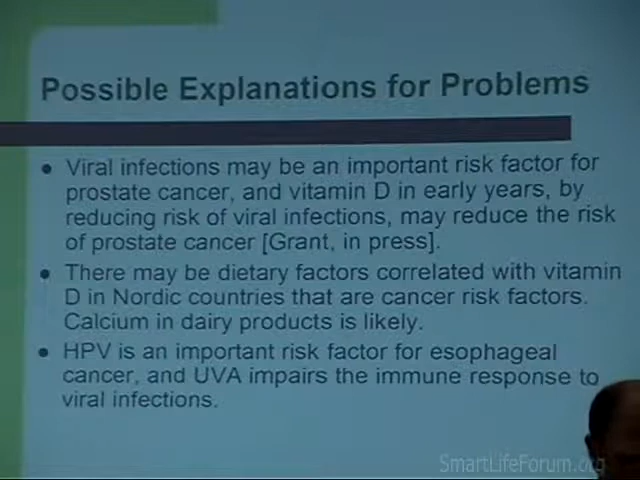 Possible Explanations for Problems
• Viral infections may be an important risk factor for
prostate cancer, and vitamin D in early years, by
reducing risk of viral infections, may reduce the risk
of prostate cancer [Grant, in press].
• There may be dietary factors correlated with vitamin
D in Nordic countries that are cancer risk factors.
Calcium in dairy products is likely.
• HPV is an important risk factor for esophageal
cancer, and UVA impairs the immune response to
viral infections.
SmartLifeForum.org